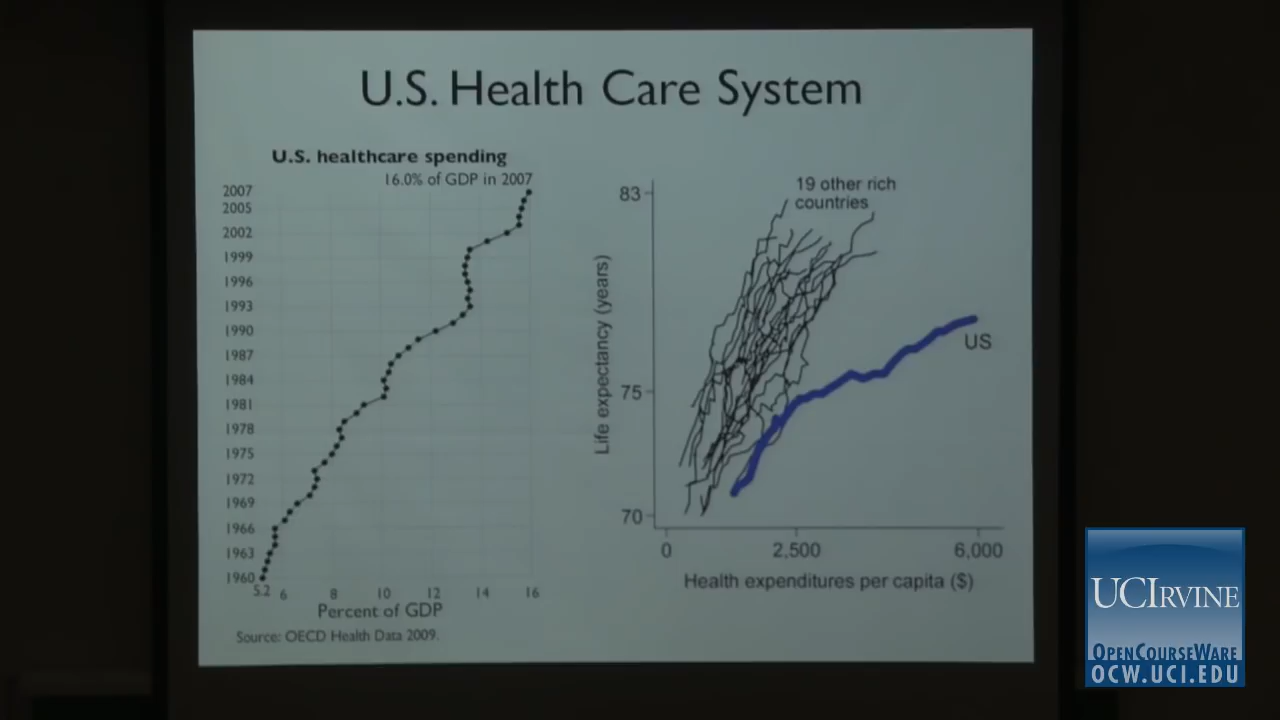 U.S. Health Care System
U.S. healthcare spending
16.0% of GDP in 2007
2007
2005
2002
1999
1996
1993
1990
1987
1984
1981
1978
1975
1972
1969
1966
1963
1960
5.2 6 8 10 12 14 16
Percent of GDP
Source: OECD Health Data 2009.
19 other rich
countries
83
75
70
Life expectancy (years)
US
0 2,500 6,000
Health expenditures per capita ($)
UCIRVINE
OPENCOURSEWARE
OCW.UCI.EDU